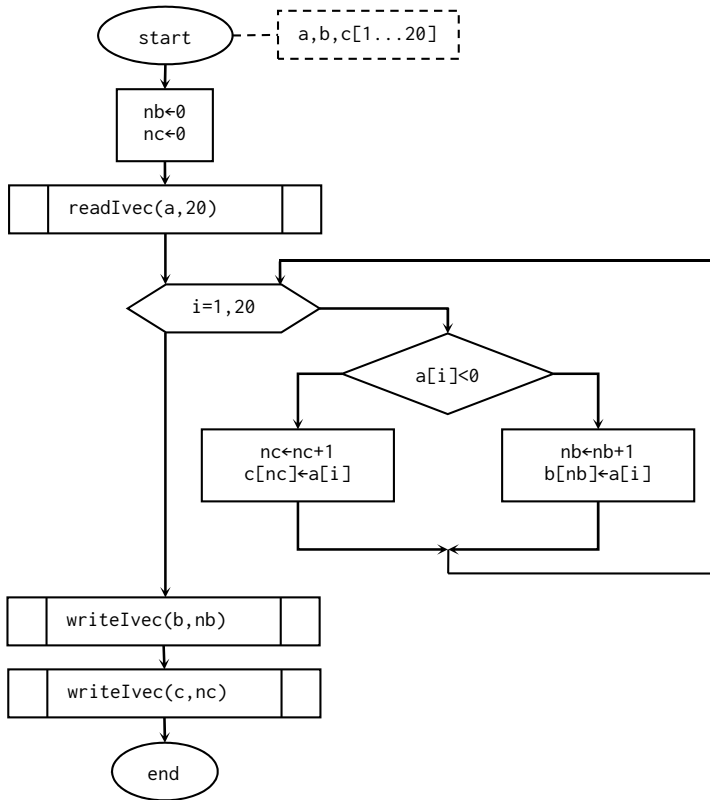 start
a,b,c[1...20]
nb←0
nc←0
readIvec(a,20)
i=1,20
a[i]<0
nc←nc+1
c[nc]←a[i]
nb←nb+1
b[nb]←a[i]
writeIvec(b,nb)
writeIvec(c,nc)
end